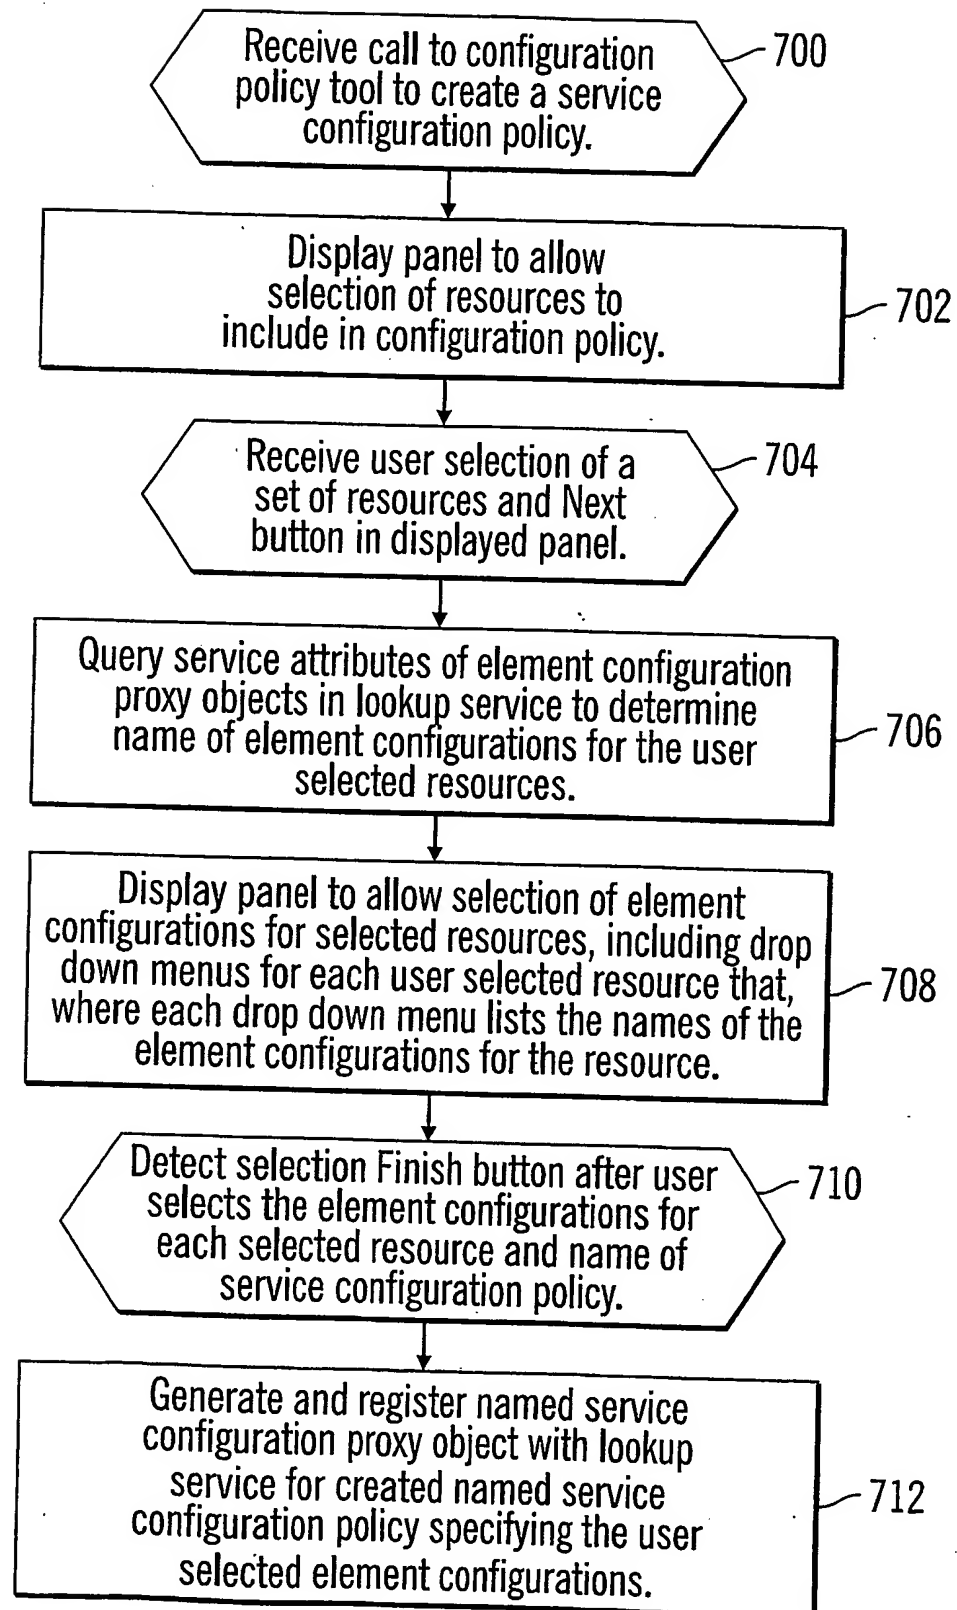 Receive call to configuration
policy tool to create a service
configuration policy.
700
Display panel to allow
selection of resources to
include in configuration policy.
702
Receive user selection of a
set of resources and Next
button in displayed panel.
704
Query service attributes of element configuration
proxy objects in lookup service to determine
name of element configurations for the user
selected resources.
706
Display panel to allow selection of element
configurations for selected resources, including drop
down menus for each user selected resource that,
where each drop down menu lists the names of the
element configurations for the resource.
708
Detect selection Finish button after user
selects the element configurations for
each selected resource and name of
service configuration policy.
710
Generate and register named service
configuration proxy object with lookup
service for created named service
configuration policy specifying the user
selected element configurations.
712